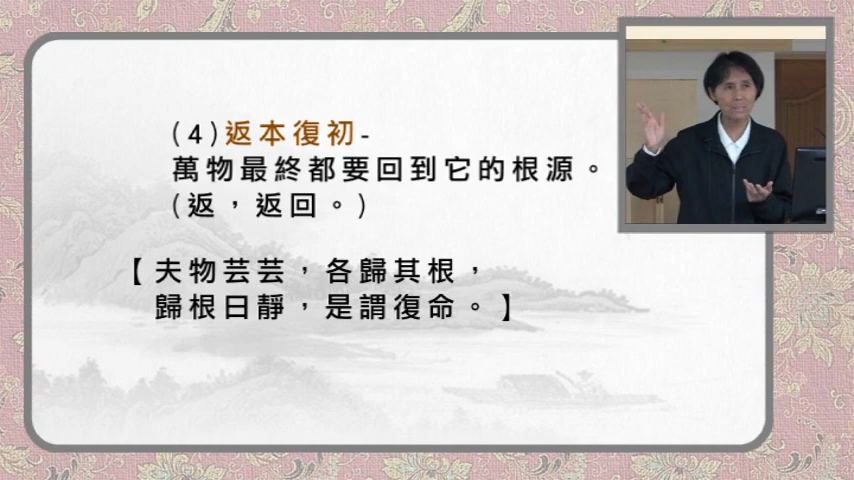 (4)返本復初-
萬物最終都要回到它的根源。
(返，返回。)
【夫物芸芸，各歸其根，
歸根曰靜，是謂復命。】